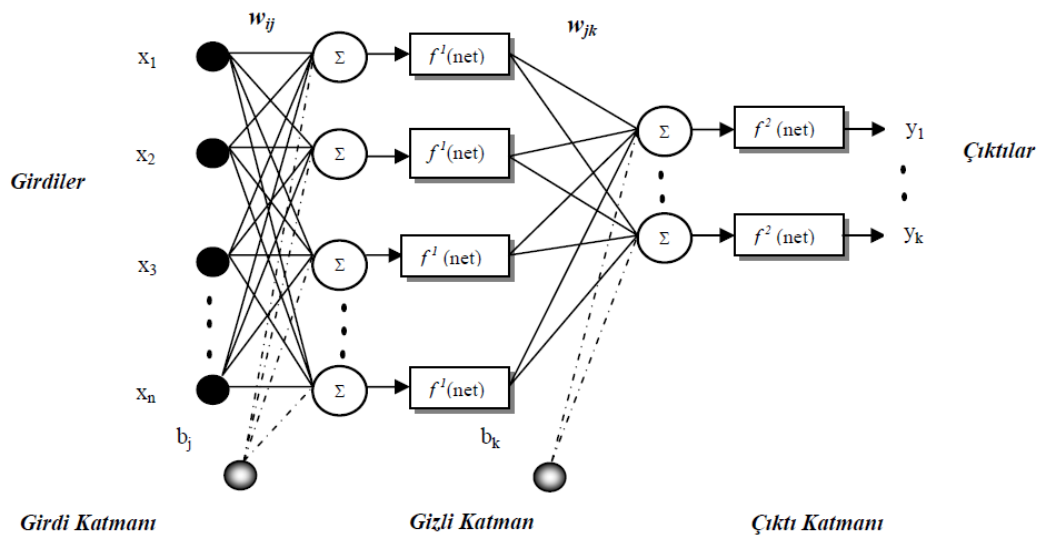 w_ij
w_jk
x_1
Σ
f^1(net)
Σ
f^2 (net)
y_1
x_2
Σ
f^1(net)
Girdiler
Çıktılar
Σ
f^2 (net)
y_k
x_3
Σ
f^1 (net)
x_n
Σ
f^1(net)
b_j
b_k
Girdi Katmanı
Gizli Katman
Çıktı Katmanı